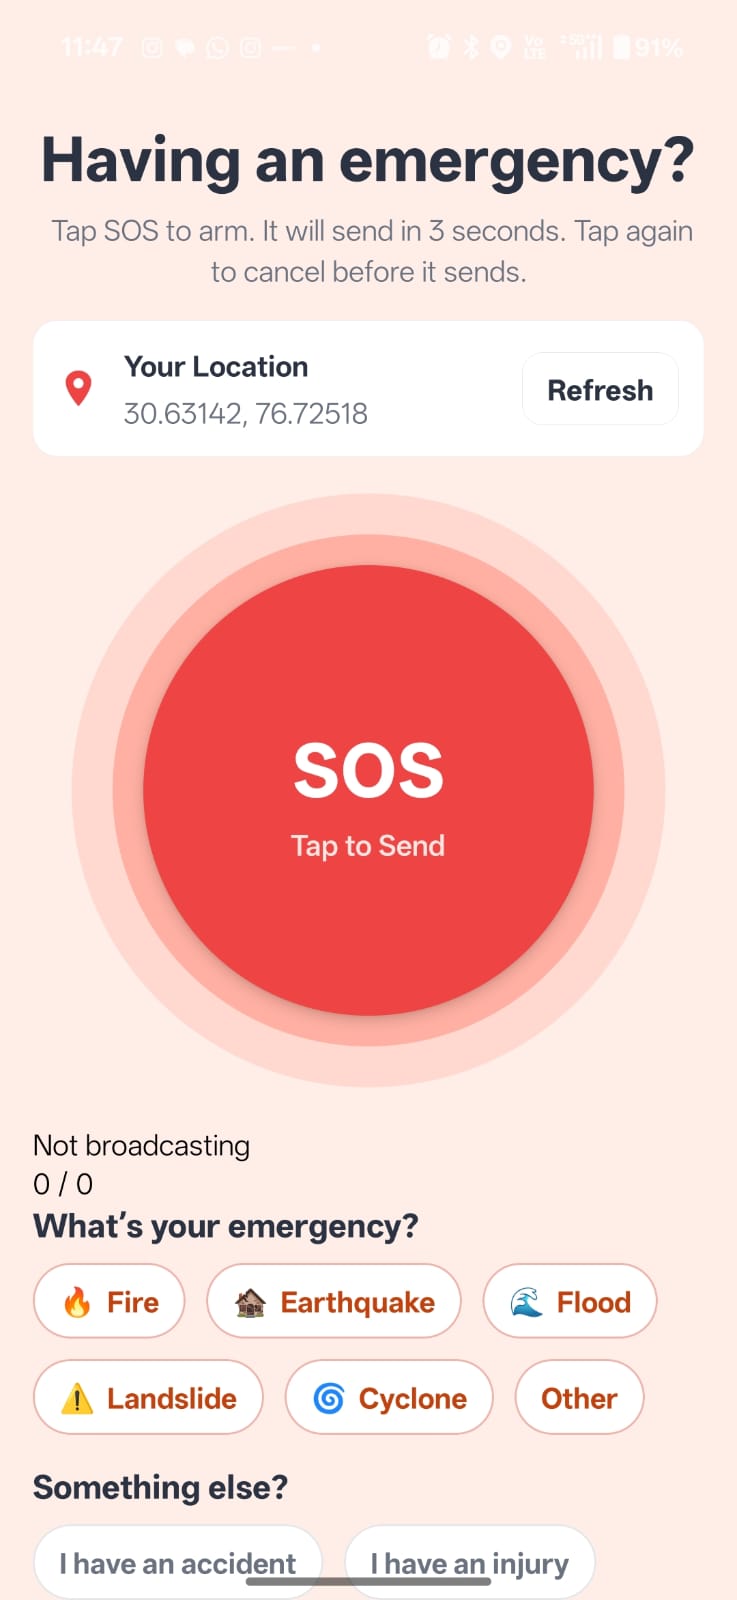 11:47 91%
Having an emergency?
Tap SOS to arm. It will send in 3 seconds. Tap again
to cancel before it sends.
Your Location
30.63142, 76.72518
Refresh
SOS
Tap to Send
Not broadcasting
0 / 0
What's your emergency?
Fire Earthquake Flood
Landslide Cyclone Other
Something else?
I have an accident I have an injury